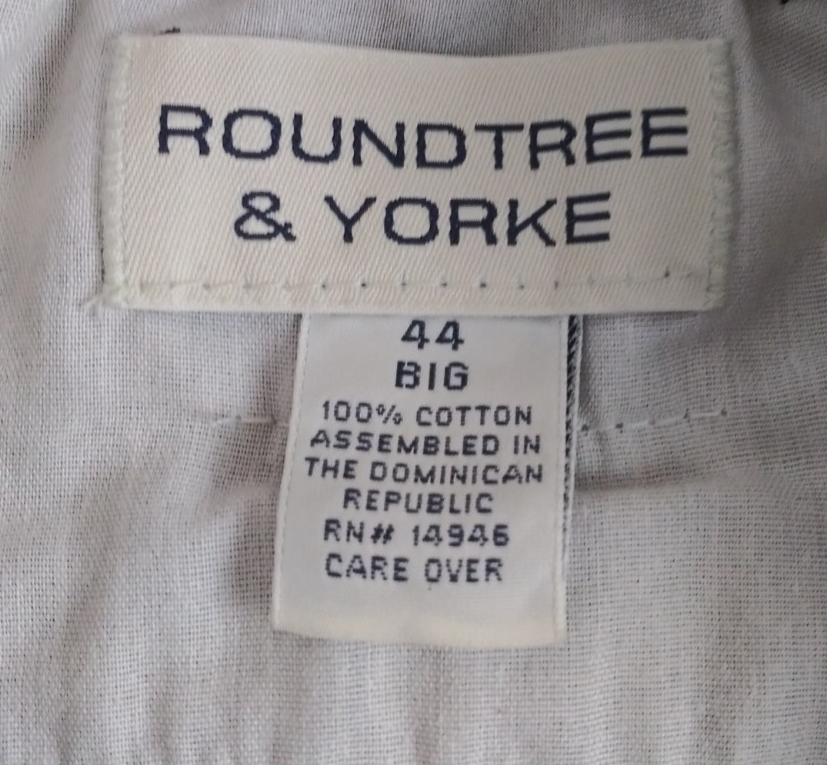 ROUNDTREE
& YORKE
44
BIG
100% COTTON
ASSEMBLED IN
THE DOMINICAN
REPUBLIC
RN# 14946
CARE OVER